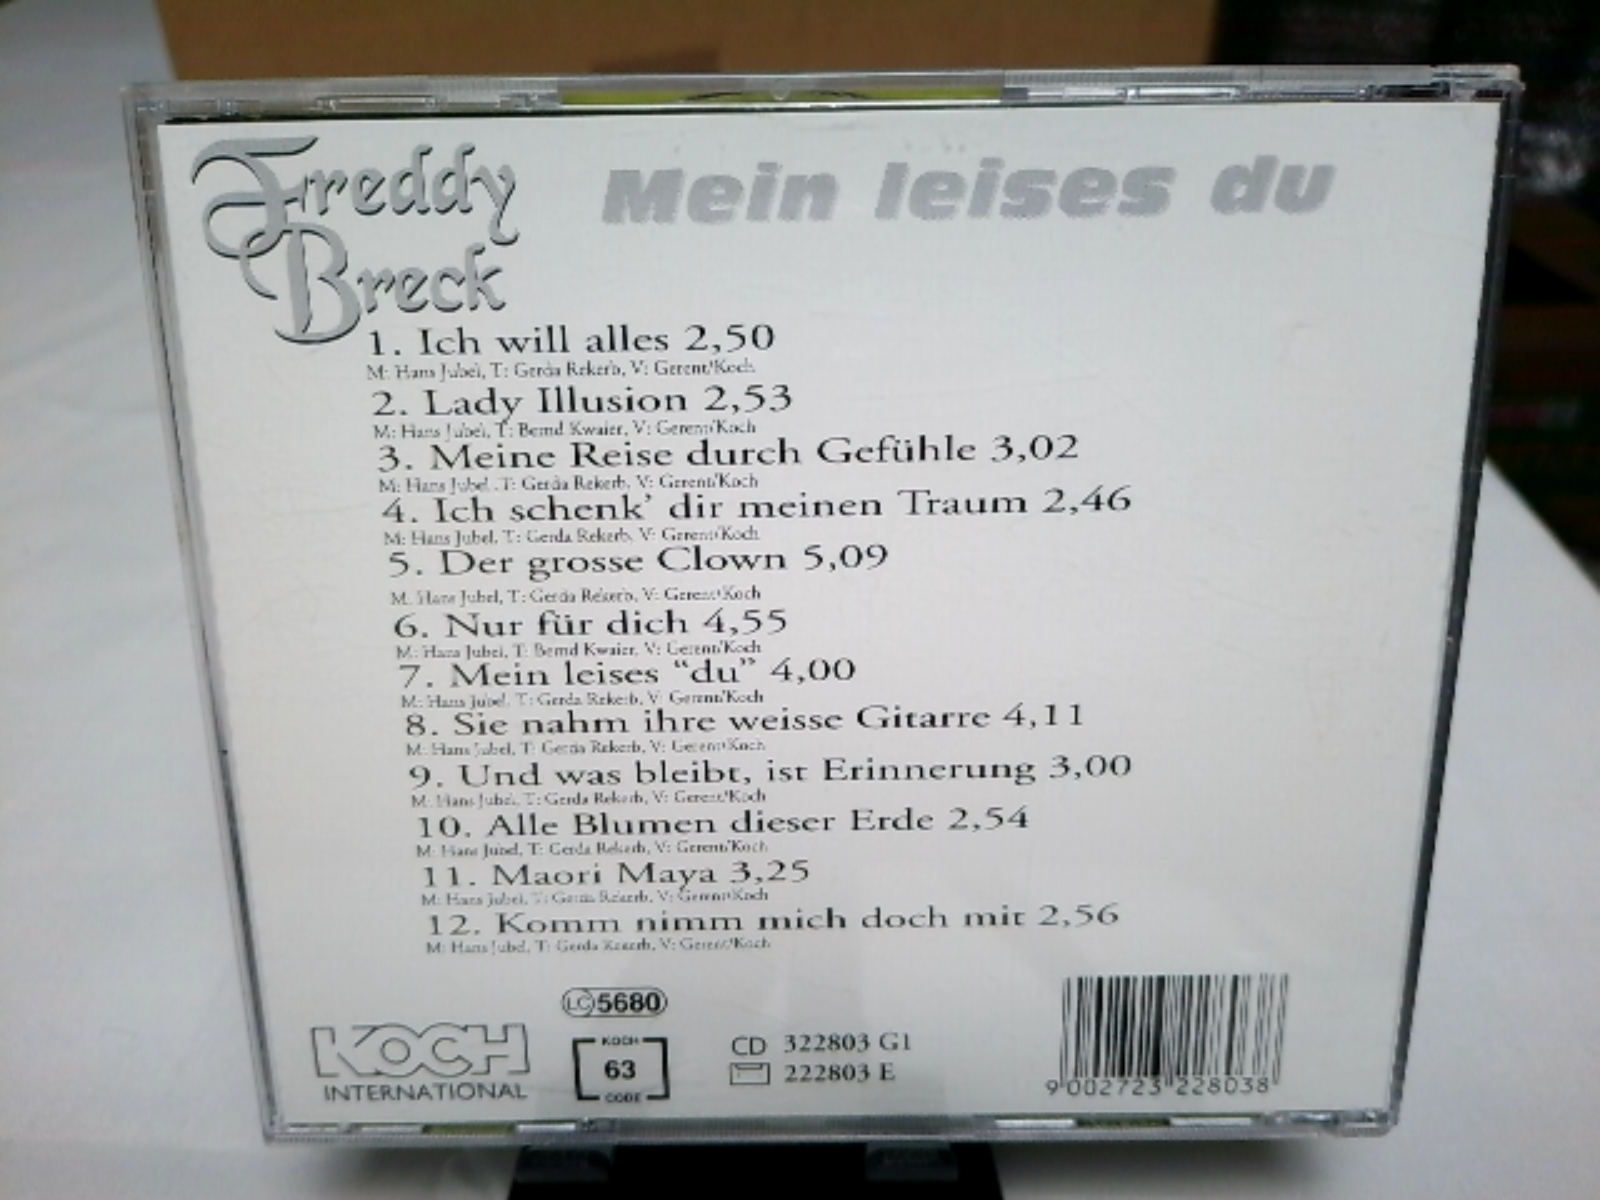 Freddy Breck
Mein leises du
1. Ich will alles 2,50
M: Hans Jubel, T: Gerda Rekerb, V: Gerent/Koch
2. Lady Illusion 2,53
M: Hans Jubel, T: Bernd Kwaier, V: Gerent/Koch
3. Meine Reise durch Gefühle 3,02
M: Hans Jubel, T: Gerda Rekerb, V: Gerent/Koch
4. Ich schenk' dir meinen Traum 2,46
M: Hans Jubel, T: Gerda Rekerb, V: Gerent/Koch
5. Der grosse Clown 5,09
M: Hans Jubel, T: Gerda Rekerb, V: Gerent/Koch
6. Nur für dich 4,55
M: Hans Jubel, T: Bernd Kwaier, V: Gerent/Koch
7. Mein leises “du” 4,00
M: Hans Jubel, T: Gerda Rekerb, V: Gerent/Koch
8. Sie nahm ihre weisse Gitarre 4,11
M: Hans Jubel, T: Gerda Rekerb, V: Gerent/Koch
9. Und was bleibt, ist Erinnerung 3,00
M: Hans Jubel, T: Gerda Rekerb, V: Gerent/Koch
10. Alle Blumen dieser Erde 2,54
M: Hans Jubel, T: Gerda Rekerb, V: Gerent/Koch
11. Maori Maya 3,25
M: Hans Jubel, T: Gerda Rekerb, V: Gerent/Koch
12. Komm nimm mich doch mit 2,56
M: Hans Jubel, T: Gerda Rekerb, V: Gerent/Koch
LC 5680
KOCH
INTERNATIONAL
KOCH
63
CODE
CD 322803 G1
222803 E
9 002723 228038